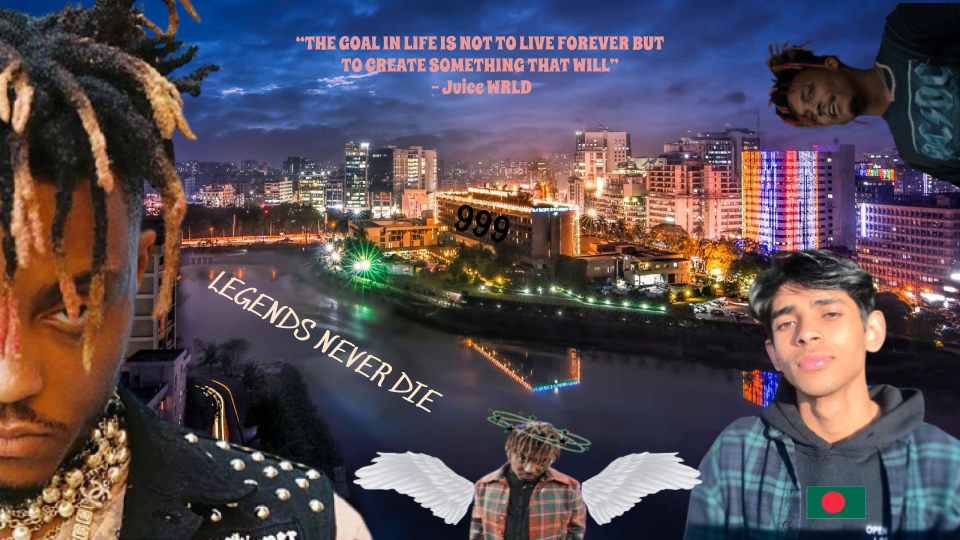 “THE GOAL IN LIFE IS NOT TO LIVE FOREVER BUT
TO CREATE SOMETHING THAT WILL”
- Juice WRLD
999
LEGENDS NEVER DIE
OPEN